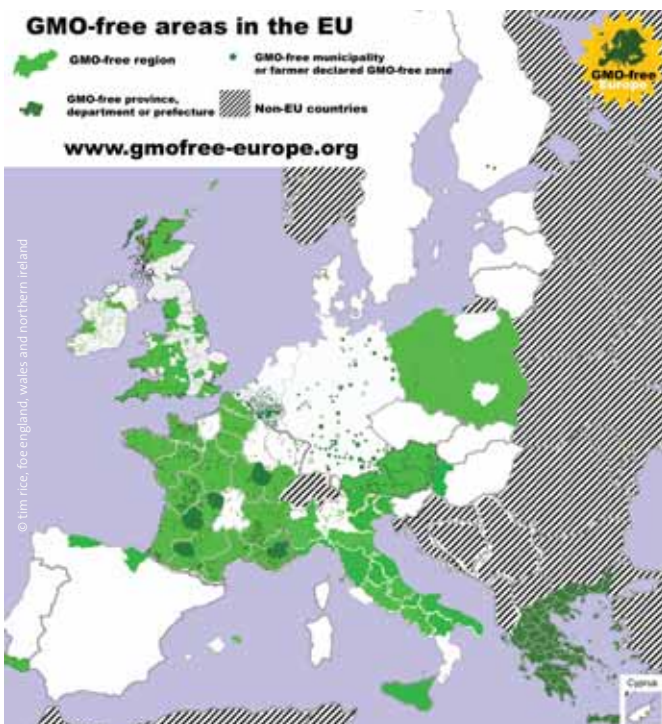 GMO-free areas in the EU
GMO-free region
GMO-free municipality
or farmer declared GMO-free zone
GMO-free province,
department or prefecture
Non-EU countries
www.gmofree-europe.org
GMO-free
Europe
© tim rice, foe england, wales and northern ireland
Cyprus